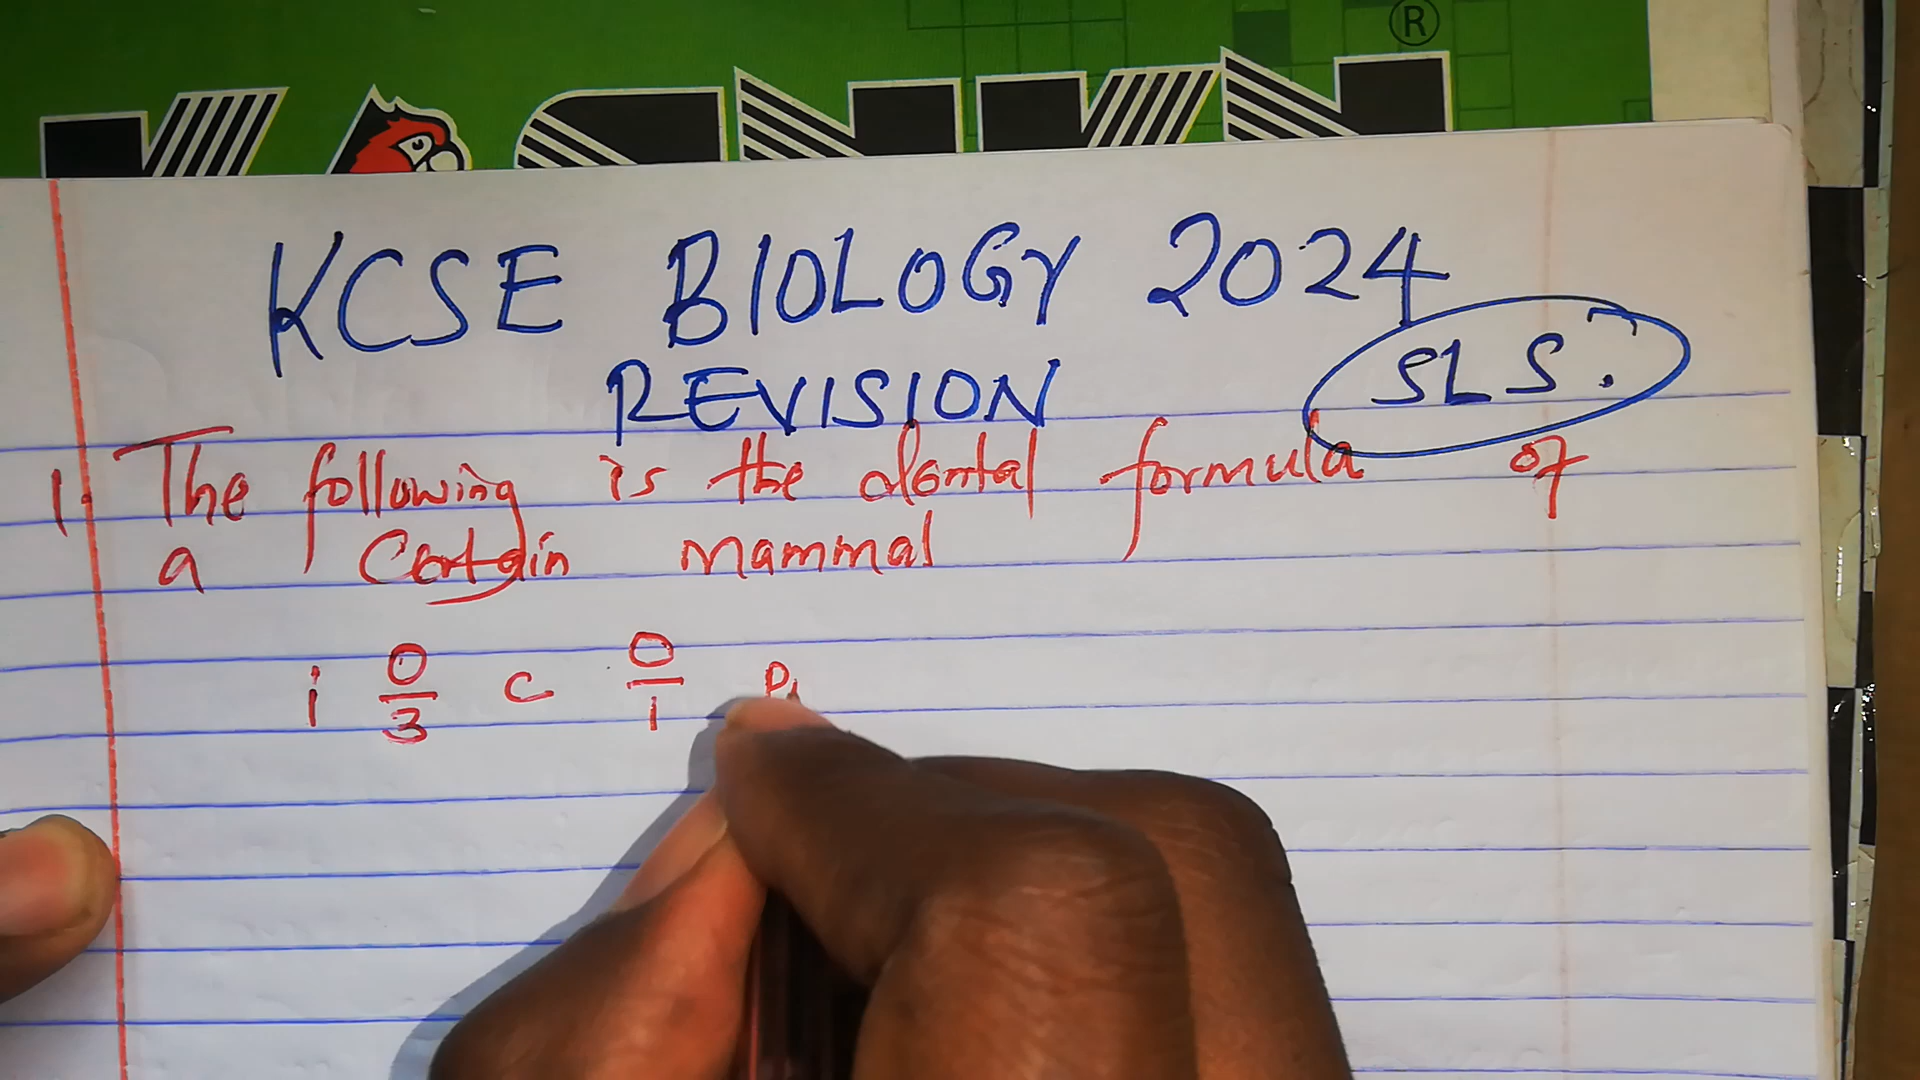 ®
KASUKU
KCSE BIOLOGY 2024
REVISION
SLS.
1. The following is the dental formula of
a certain mammal
i 0/3 c 0/1 P